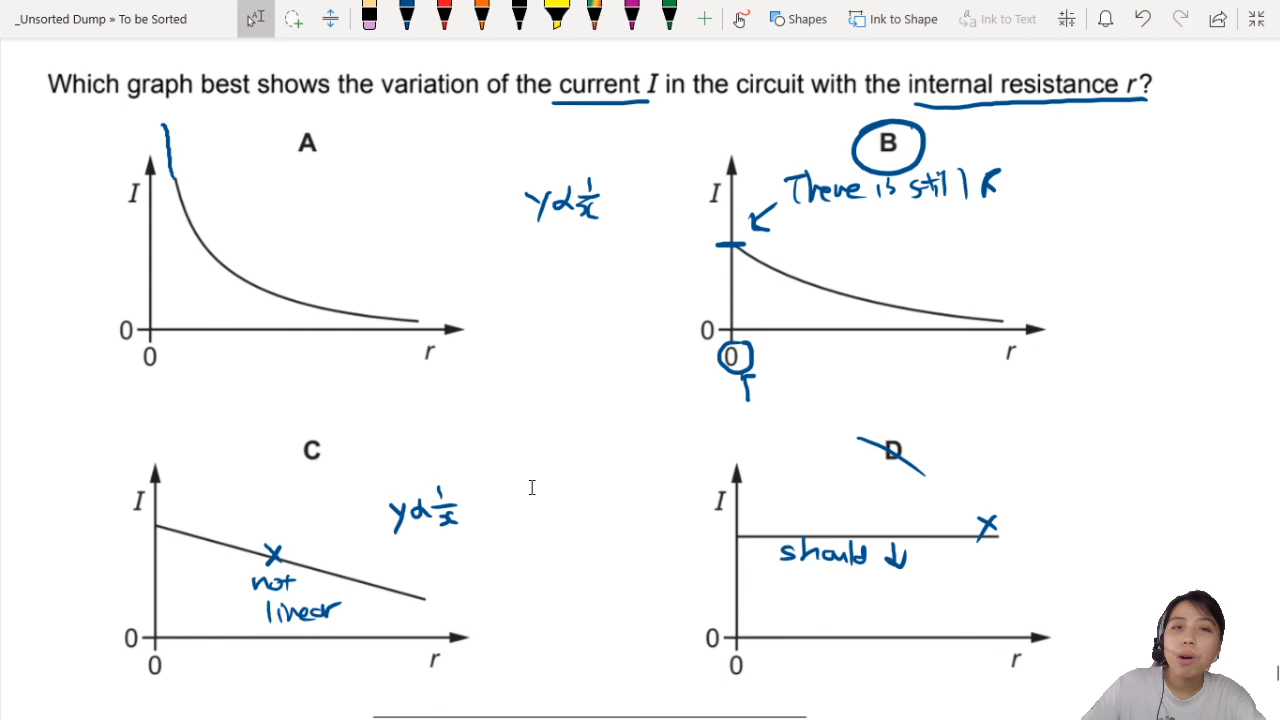 _Unsorted Dump » To be Sorted
Shapes
Ink to Shape
Ink to Text
Which graph best shows the variation of the current I in the circuit with the internal resistance r?
A
I
0
0
r
y ∝ 1/x
B
There is still R
I
0
0
r
C
I
y ∝ 1/x
not
linear
0
0
r
D
I
x
should ↓
0
0
r